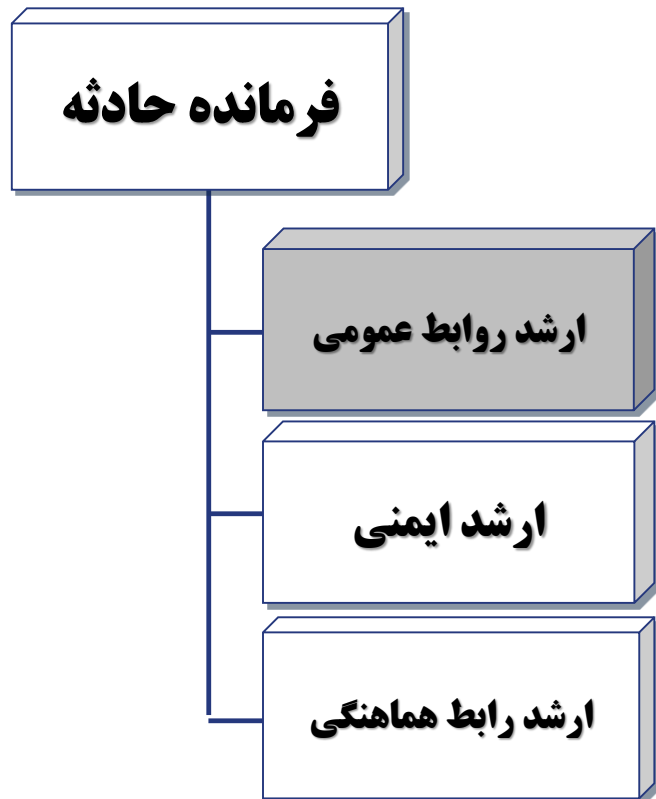 فرمانده حادثه
ارشد روابط عمومی
ارشد ایمنی
ارشد رابط هماهنگی